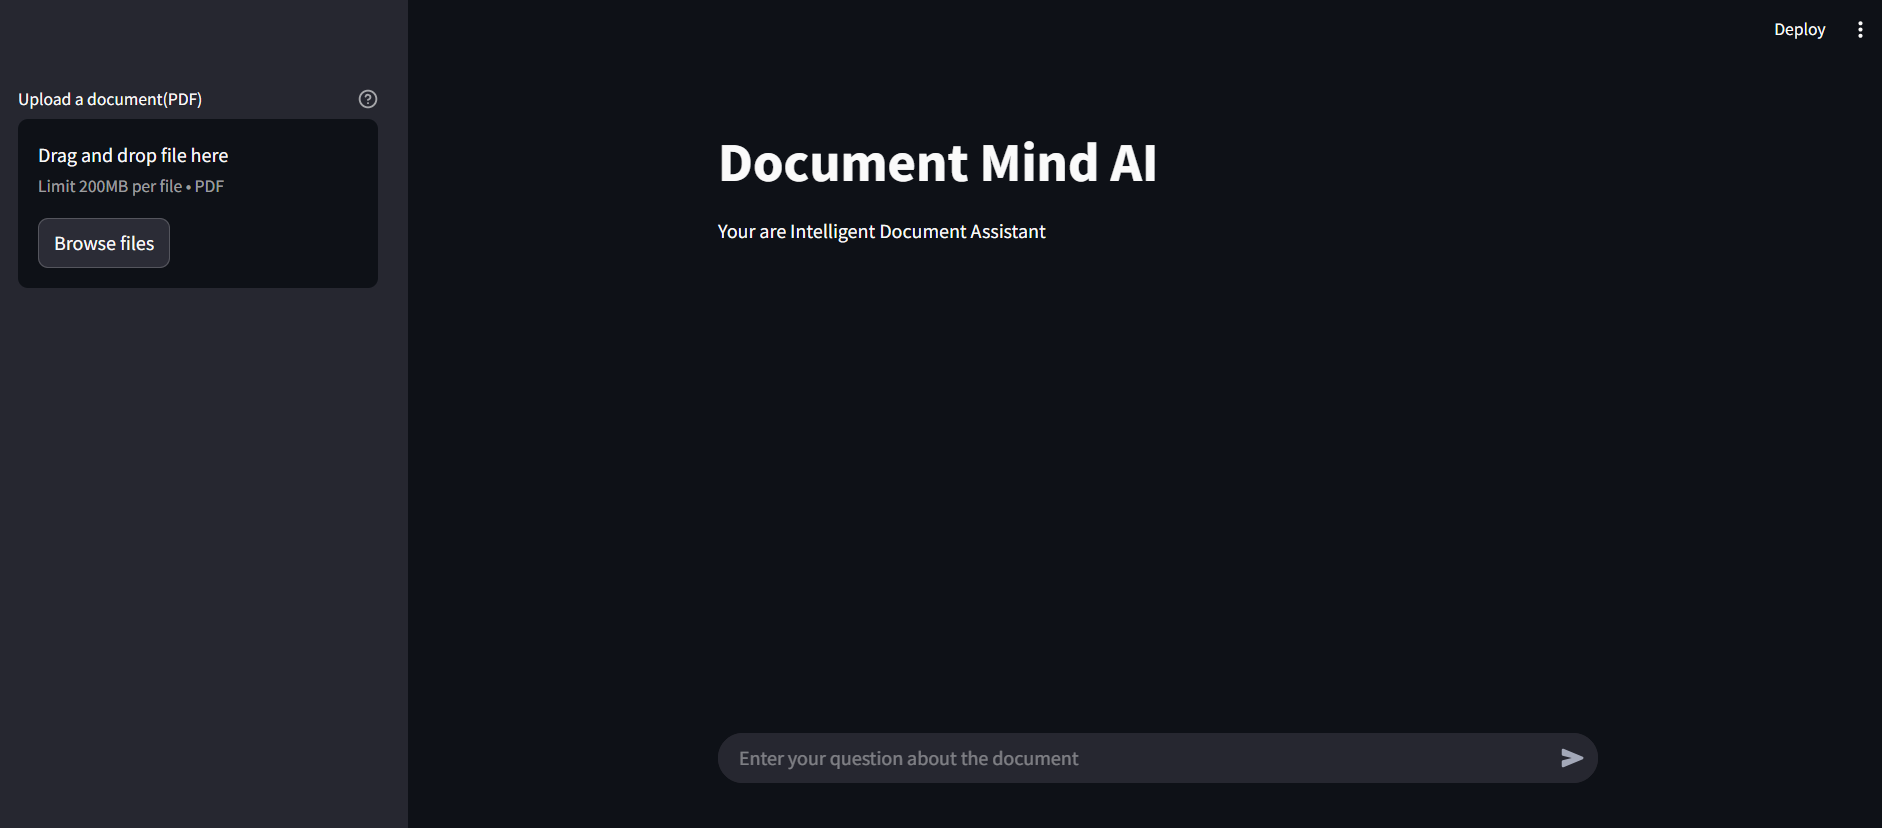 Deploy
Upload a document(PDF)
Drag and drop file here
Limit 200MB per file • PDF
Browse files
Document Mind AI
Your are Intelligent Document Assistant
Enter your question about the document